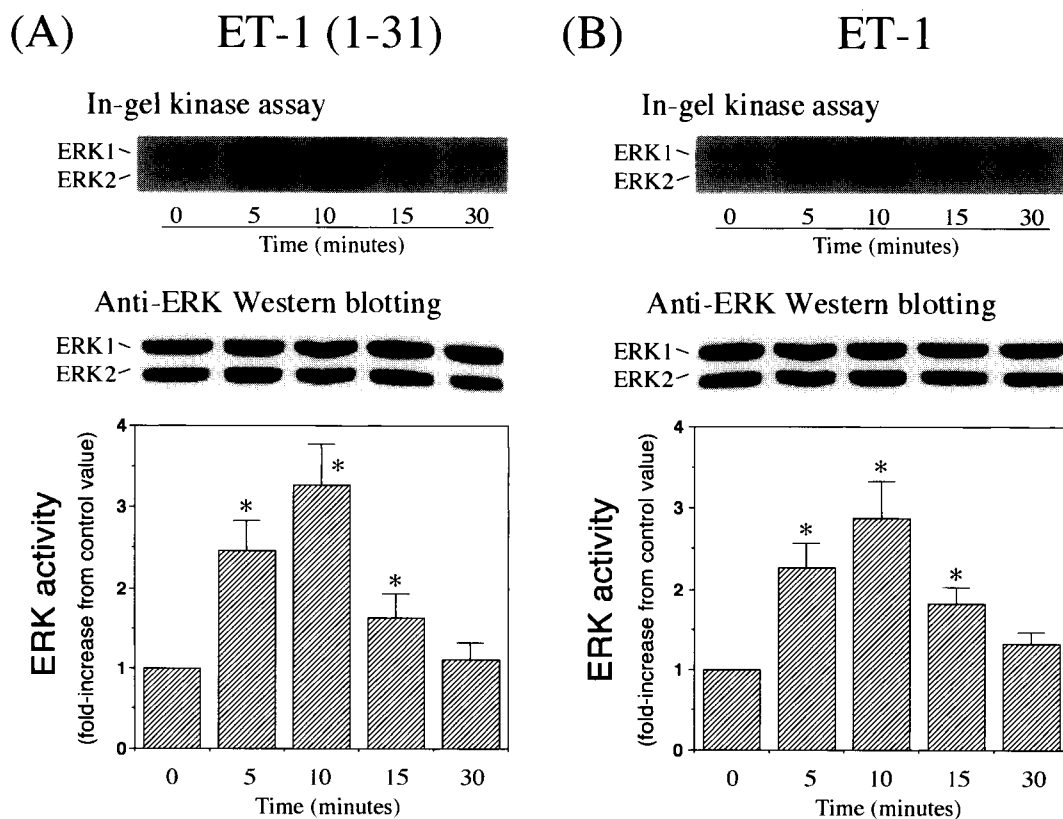 (A) ET-1 (1-31)
In-gel kinase assay
ERK1
ERK2
0 5 10 15 30
Time (minutes)
Anti-ERK Western blotting
ERK1
ERK2
ERK activity
(fold-increase from control value)
4
3
2
1
0
* * *
0 5 10 15 30
Time (minutes)
(B) ET-1
In-gel kinase assay
ERK1
ERK2
0 5 10 15 30
Time (minutes)
Anti-ERK Western blotting
ERK1
ERK2
ERK activity
(fold-increase from control value)
4
3
2
1
0
* * *
0 5 10 15 30
Time (minutes)